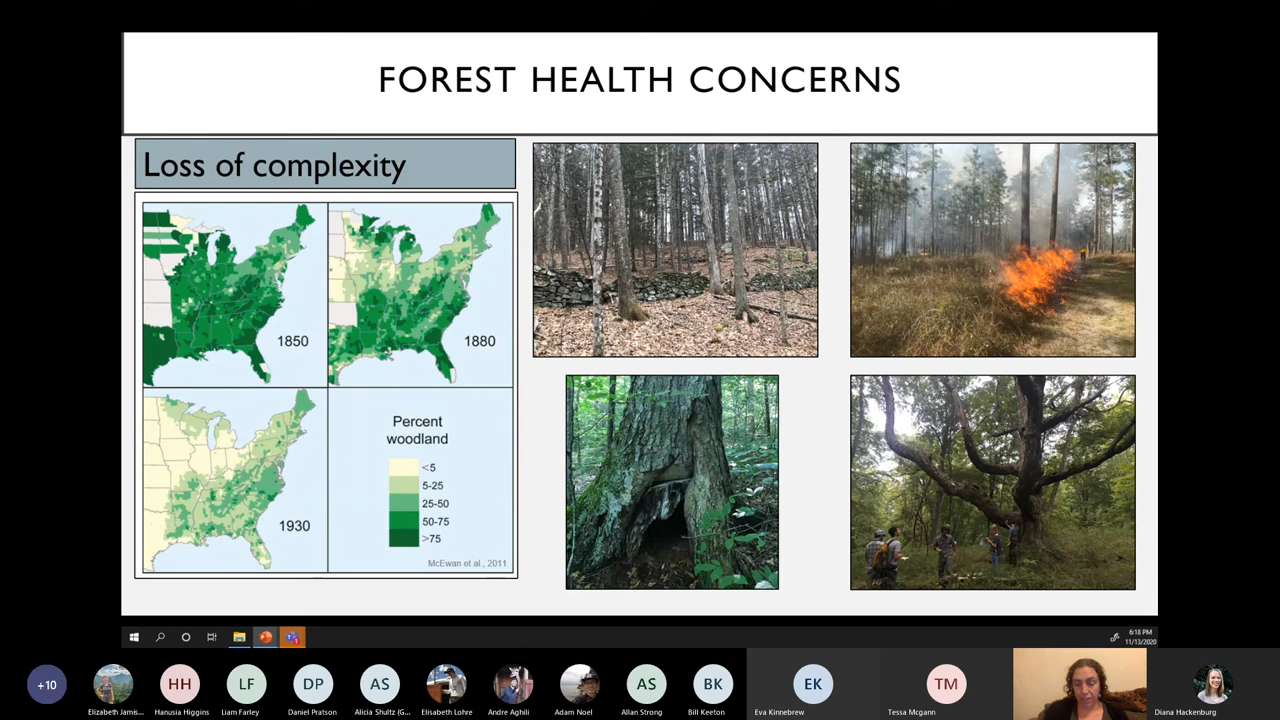 FOREST HEALTH CONCERNS
Loss of complexity
1850
1880
1930
Percent
woodland
<5
5-25
25-50
50-75
>75
McEwan et al., 2011
6:18 PM
11/13/2020
+10
HH
LF
DP
AS
AS
BK
EK
TM
Elizabeth Jamis...
Hanusia Higgins
Liam Farley
Daniel Pratson
Alicia Shultz (G...
Elisabeth Lohre
Andre Aghili
Adam Noel
Allan Strong
Bill Keeton
Eva Kinnebrew
Tessa Mcgann
Diana Hackenburg